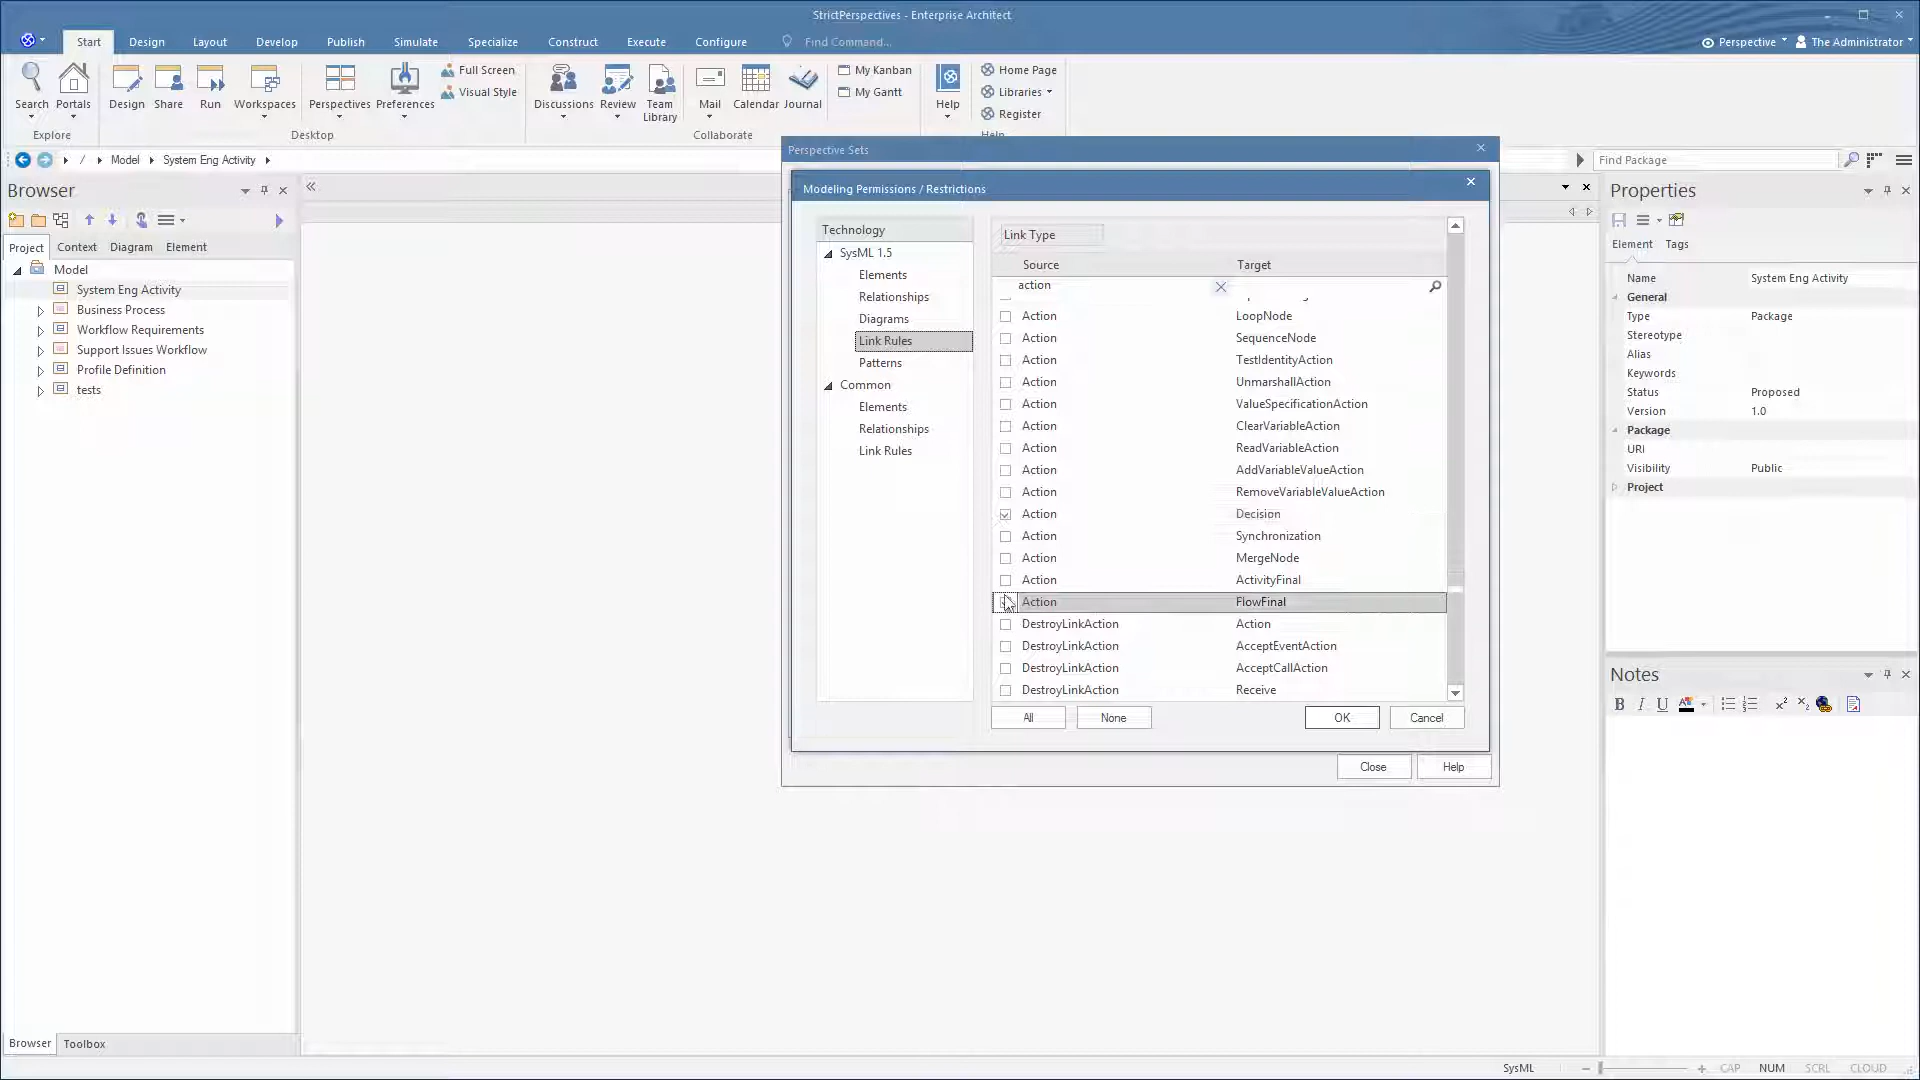 StrictPerspectives - Enterprise Architect
Start Design Layout Develop Publish Simulate Specialize Construct Execute Configure Find Command... Perspective The Administrator
Search Portals Design Share Run Workspaces Perspectives Preferences Full Screen Visual Style Discussions Review Team Library Mail Calendar Journal My Kanban My Gantt Help Home Page Libraries Register
Explore Desktop Collaborate Help
/ Model System Eng Activity Find Package
Browser
Project Context Diagram Element
Model
System Eng Activity
Business Process
Workflow Requirements
Support Issues Workflow
Profile Definition
tests
Browser Toolbox
Perspective Sets
Modeling Permissions / Restrictions
Technology
SysML 1.5
Elements
Relationships
Diagrams
Link Rules
Patterns
Common
Elements
Relationships
Link Rules
Link Type
Source Target
action
Action LoopNode
Action SequenceNode
Action TestIdentityAction
Action UnmarshallAction
Action ValueSpecificationAction
Action ClearVariableAction
Action ReadVariableAction
Action AddVariableValueAction
Action RemoveVariableValueAction
Action Decision
Action Synchronization
Action MergeNode
Action ActivityFinal
Action FlowFinal
DestroyLinkAction Action
DestroyLinkAction AcceptEventAction
DestroyLinkAction AcceptCallAction
DestroyLinkAction Receive
All None OK Cancel
Close Help
Properties
Element Tags
Name System Eng Activity
General
Type Package
Stereotype
Alias
Keywords
Status Proposed
Version 1.0
Package
URI
Visibility Public
Project
Notes
B I U A x² x₂
SysML − + CAP NUM SCRL CLOUD